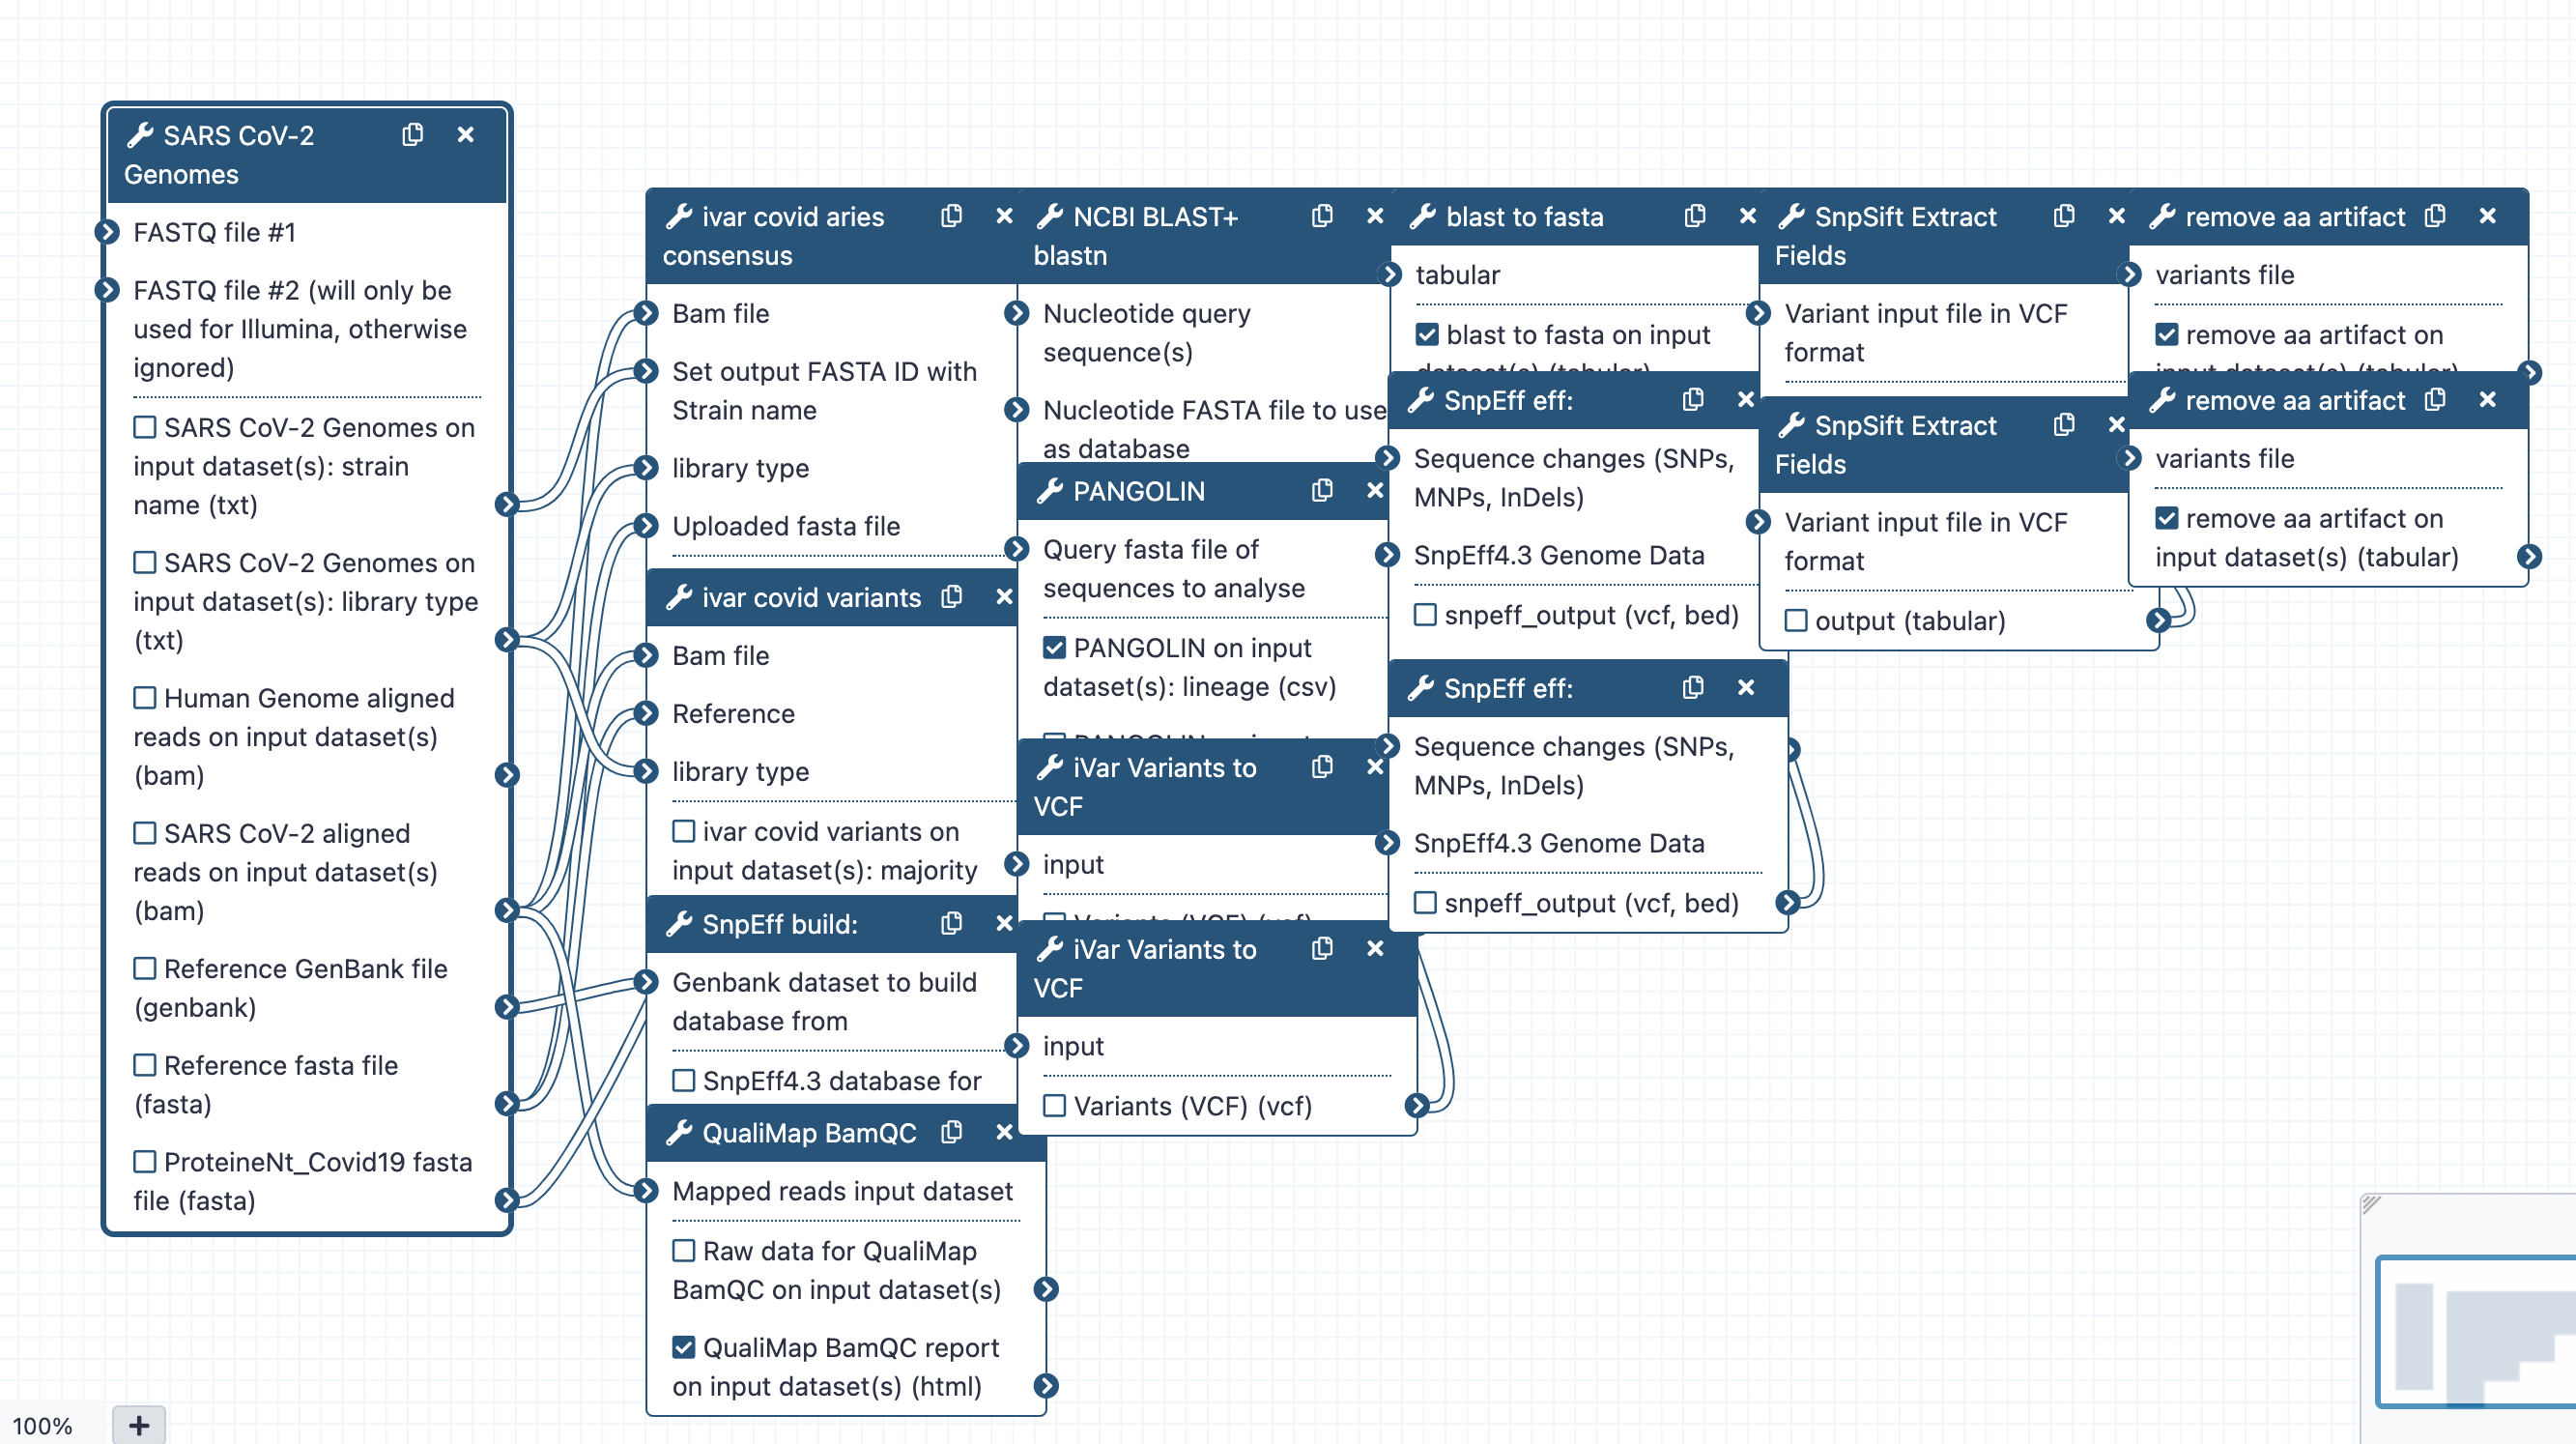 SARS CoV-2
Genomes
FASTQ file #1
FASTQ file #2 (will only be
used for Illumina, otherwise
ignored)
SARS CoV-2 Genomes on
input dataset(s): strain
name (txt)
SARS CoV-2 Genomes on
input dataset(s): library type
(txt)
Human Genome aligned
reads on input dataset(s)
(bam)
SARS CoV-2 aligned
reads on input dataset(s)
(bam)
Reference GenBank file
(genbank)
Reference fasta file
(fasta)
ProteineNt_Covid19 fasta
file (fasta)
ivar covid aries
consensus
Bam file
Set output FASTA ID with
Strain name
library type
Uploaded fasta file
ivar covid variants
Bam file
Reference
library type
ivar covid variants on
input dataset(s): majority
SnpEff build:
Genbank dataset to build
database from
SnpEff4.3 database for
QualiMap BamQC
Mapped reads input dataset
Raw data for QualiMap
BamQC on input dataset(s)
QualiMap BamQC report
on input dataset(s) (html)
NCBI BLAST+
blastn
Nucleotide query
sequence(s)
Nucleotide FASTA file to use
as database
PANGOLIN
Query fasta file of
sequences to analyse
PANGOLIN on input
dataset(s): lineage (csv)
iVar Variants to
VCF
input
Variants (VCF) (vcf)
iVar Variants to
VCF
input
Variants (VCF) (vcf)
blast to fasta
tabular
blast to fasta on input
dataset(s) (tabular)
SnpEff eff:
Sequence changes (SNPs,
MNPs, InDels)
SnpEff4.3 Genome Data
snpeff_output (vcf, bed)
SnpEff eff:
Sequence changes (SNPs,
MNPs, InDels)
SnpEff4.3 Genome Data
snpeff_output (vcf, bed)
SnpSift Extract
Fields
Variant input file in VCF
format
SnpSift Extract
Fields
Variant input file in VCF
format
output (tabular)
remove aa artifact
variants file
remove aa artifact on
input dataset(s) (tabular)
remove aa artifact
variants file
remove aa artifact on
input dataset(s) (tabular)
100%